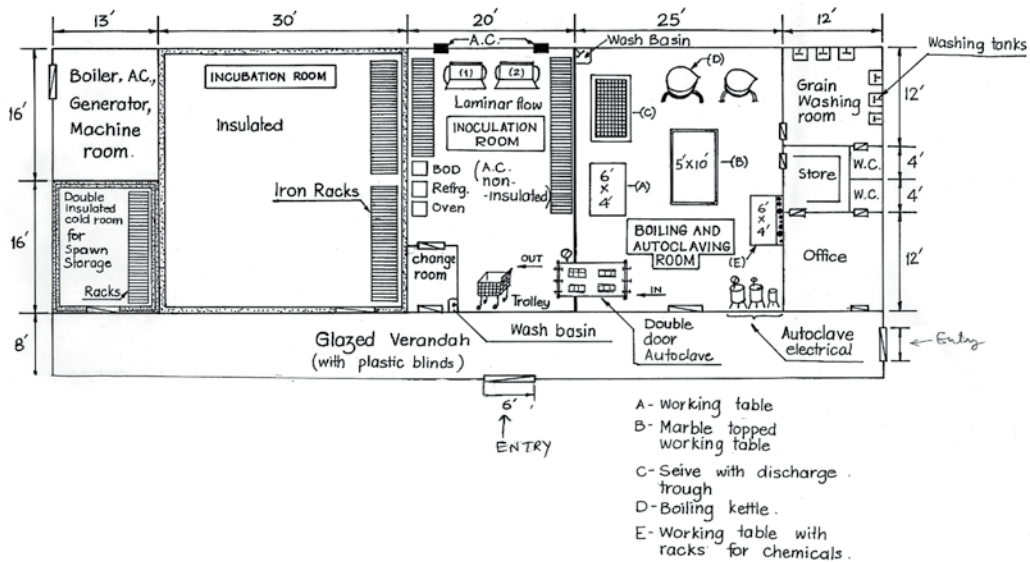 13'
30'
20'
25'
12'
A.C.
Wash Basin
Washing tanks
16'
16'
8'
Boiler, A.C.,
Generator,
Machine
room.
INCUBATION ROOM
Insulated
Iron Racks
Double
insulated
cold room
for
Spawn
Storage
Racks
(1)
(2)
Laminar flow
INOCULATION
ROOM
BOD
Refrg.
Oven
(A.C.
non-
insulated)
change
room
OUT
Trolley
Wash basin
(D)
(C)
5'X10'
(B)
6'
X
4'
(A)
BOILING AND
AUTOCLAVING
ROOM
6'
X
4'
(E)
IN
Double
door
Autoclave
Autoclave
electrical
Grain
Washing
room
Store
W.C.
W.C.
Office
12'
4'
4'
12'
Entry
Glazed Verandah
(with plastic blinds)
6'
ENTRY
A- Working table
B- Marble topped
working table
C- Seive with discharge
trough
D- Boiling kettle.
E- Working table with
racks for chemicals.